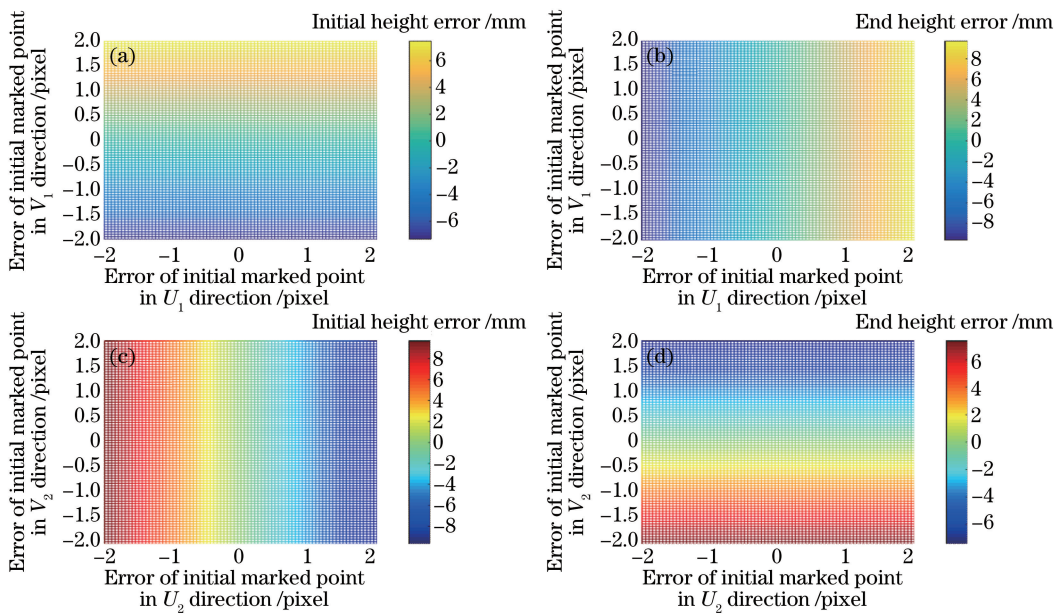 Initial height error /mm
(a)
2.0
1.5
1.0
0.5
0
−0.5
−1.0
−1.5
−2.0
−2 −1 0 1 2
6
4
2
0
−2
−4
−6
Error of initial marked point
in V1 direction /pixel
Error of initial marked point
in U1 direction /pixel
End height error /mm
(b)
2.0
1.5
1.0
0.5
0
−0.5
−1.0
−1.5
−2.0
−2 −1 0 1 2
8
6
4
2
0
−2
−4
−6
−8
Error of initial marked point
in V1 direction /pixel
Error of initial marked point
in U1 direction /pixel
Initial height error /mm
(c)
2.0
1.5
1.0
0.5
0
−0.5
−1.0
−1.5
−2.0
−2 −1 0 1 2
8
6
4
2
0
−2
−4
−6
−8
Error of initial marked point
in V2 direction /pixel
Error of initial marked point
in U2 direction /pixel
End height error /mm
(d)
2.0
1.5
1.0
0.5
0
−0.5
−1.0
−1.5
−2.0
−2 −1 0 1 2
6
4
2
0
−2
−4
−6
Error of initial marked point
in V2 direction /pixel
Error of initial marked point
in U2 direction /pixel